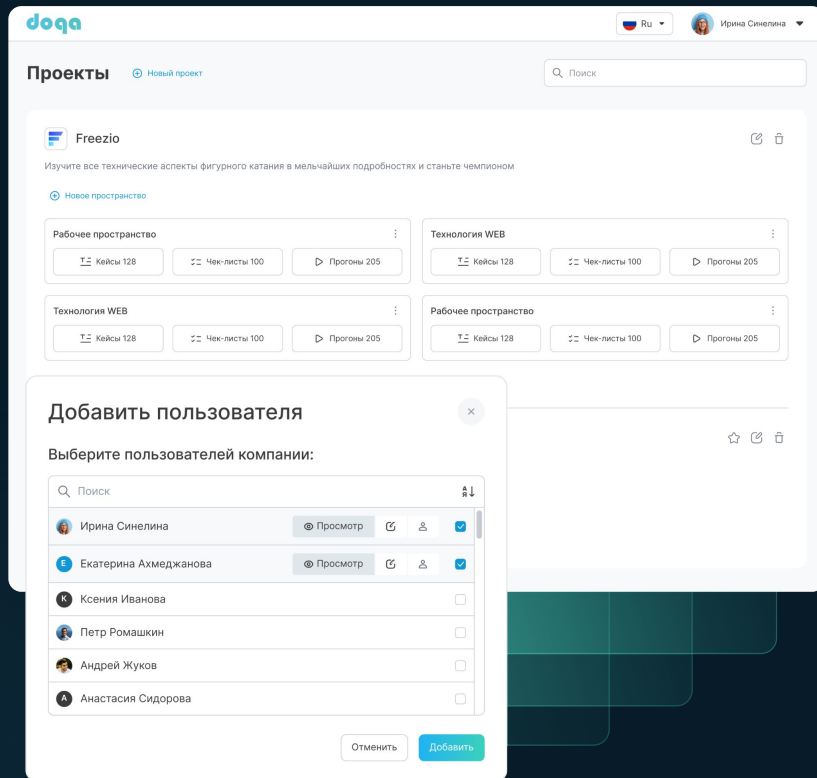 doqa
Ru
Ирина Синелина
Проекты
Новый проект
Поиск
Freezio
Изучите все технические аспекты фигурного катания в мельчайших подробностях и станьте чемпионом
Новое пространство
Рабочее пространство
Кейсы 128 Чек-листы 100 Прогоны 205
Технология WEB
Кейсы 128 Чек-листы 100 Прогоны 205
Технология WEB
Кейсы 128 Чек-листы 100 Прогоны 205
Рабочее пространство
Кейсы 128 Чек-листы 100 Прогоны 205
Добавить пользователя
Выберите пользователей компании:
Поиск
А
Я
Ирина Синелина Просмотр
Е Екатерина Ахмеджанова Просмотр
К Ксения Иванова
Петр Ромашкин
Андрей Жуков
А Анастасия Сидорова
Отменить Добавить